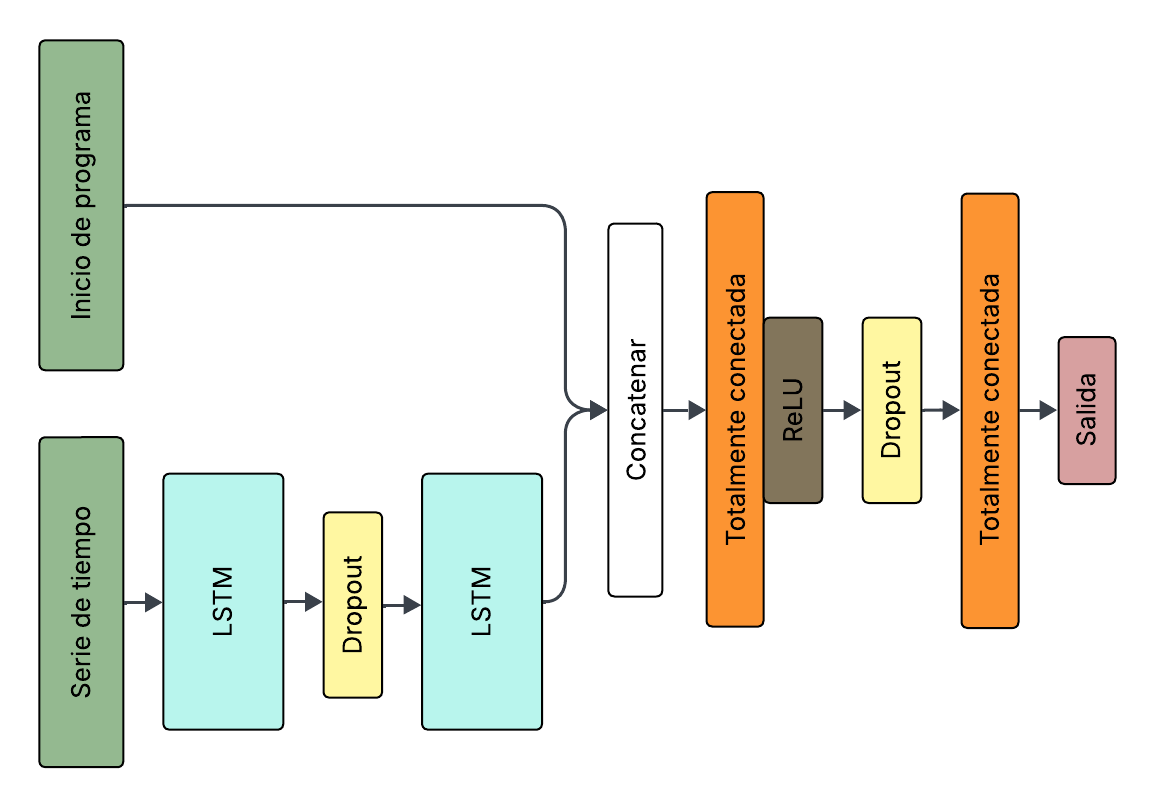 Inicio de programa
Serie de tiempo
LSTM
Dropout
LSTM
Concatenar
Totalmente conectada
ReLU
Dropout
Totalmente conectada
Salida